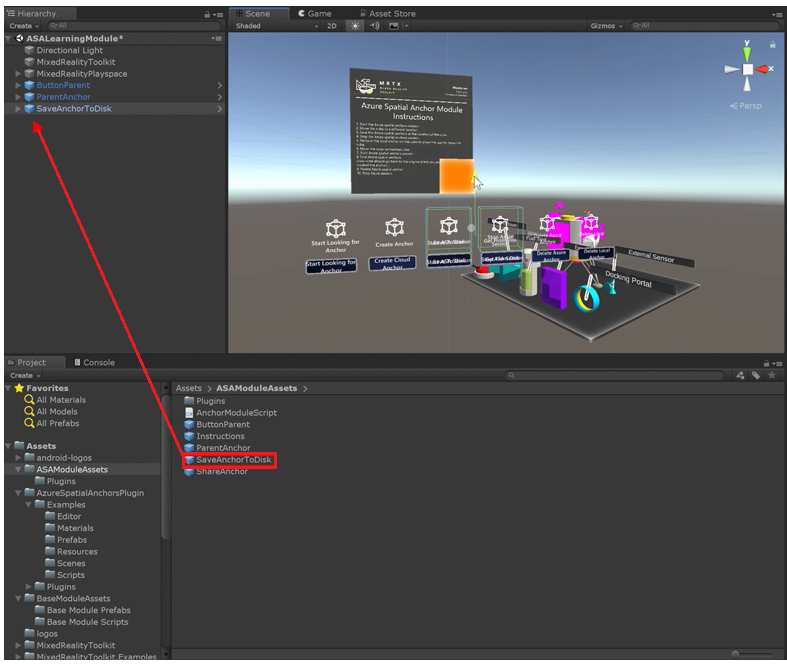 Hierarchy
Create
All
ASALearningModule*
Directional Light
MixedRealityToolkit
MixedRealityPlayspace
ButtonParent
ParentAnchor
SaveAnchorToDisk
Scene
Game
Asset Store
Shaded
2D
Gizmos
All
y
x
Persp
MRTK
MIXED REALITY
TOOLKIT
Azure Spatial Anchor Module
Instructions
Start Looking for
Anchor
Create Anchor
Start Looking for
Anchor
Create Cloud
Anchor
Delete Azure
Anchor
Delete Local
Anchor
External Sensor
Docking Portal
Project
Console
Create
Favorites
All Materials
All Models
All Prefabs
Assets
android-logos
ASAModuleAssets
Plugins
AzureSpatialAnchorsPlugin
Examples
Editor
Materials
Prefabs
Resources
Scenes
Scripts
Plugins
BaseModuleAssets
Base Module Prefabs
Base Module Scripts
logos
MixedRealityToolkit
MixedRealityToolkit.Examples
Assets > ASAModuleAssets >
Plugins
AnchorModuleScript
ButtonParent
Instructions
ParentAnchor
SaveAnchorToDisk
ShareAnchor